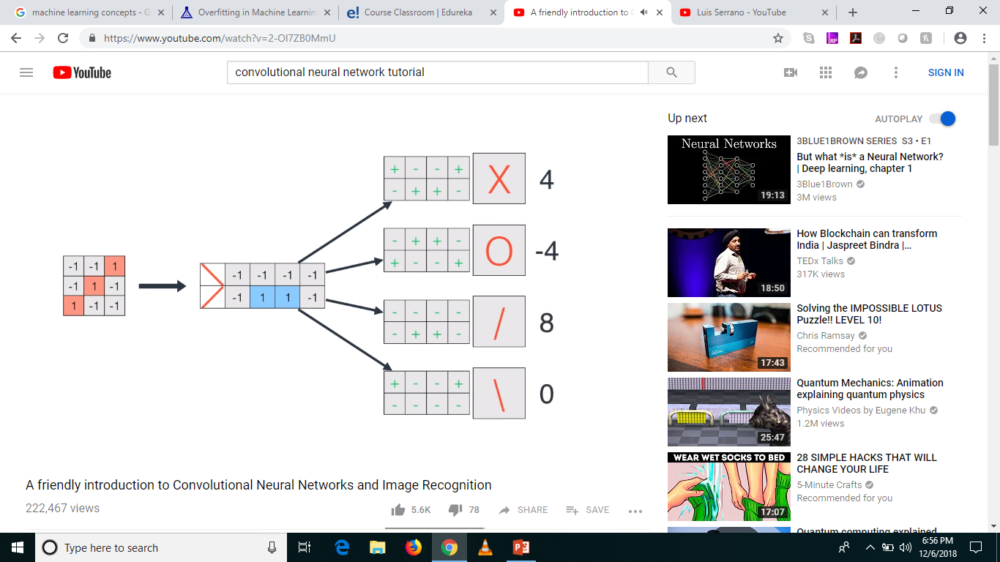 machine learning concepts - G
Overfitting in Machine Learnin
Course Classroom | Edureka
A friendly introduction to C
Luis Serrano - YouTube
https://www.youtube.com/watch?v=2-Ol7ZB0MmU
YouTube
convolutional neural network tutorial
SIGN IN
Up next
AUTOPLAY
+ - - +
- + + -
X
4
- + + -
+ - - +
O
-4
-1 -1 1
-1 1 -1
1 -1 -1
-1 -1 -1 -1
-1 1 1 -1
- - - -
- + + -
/
8
+ - - +
- - - -
\
0
Neural Networks
19:13
3BLUE1BROWN SERIES S3 • E1
But what *is* a Neural Network?
| Deep learning, chapter 1
3Blue1Brown
3M views
18:50
How Blockchain can transform
India | Jaspreet Bindra |...
TEDx Talks
317K views
17:43
Solving the IMPOSSIBLE LOTUS
Puzzle!! LEVEL 10!
Chris Ramsay
Recommended for you
25:47
Quantum Mechanics: Animation
explaining quantum physics
Physics Videos by Eugene Khu
1.2M views
WEAR WET SOCKS TO BED
17:07
28 SIMPLE HACKS THAT WILL
CHANGE YOUR LIFE
5-Minute Crafts
Recommended for you
Quantum computing explained
A friendly introduction to Convolutional Neural Networks and Image Recognition
222,467 views
5.6K
78
SHARE
SAVE
Type here to search
6:56 PM
12/6/2018